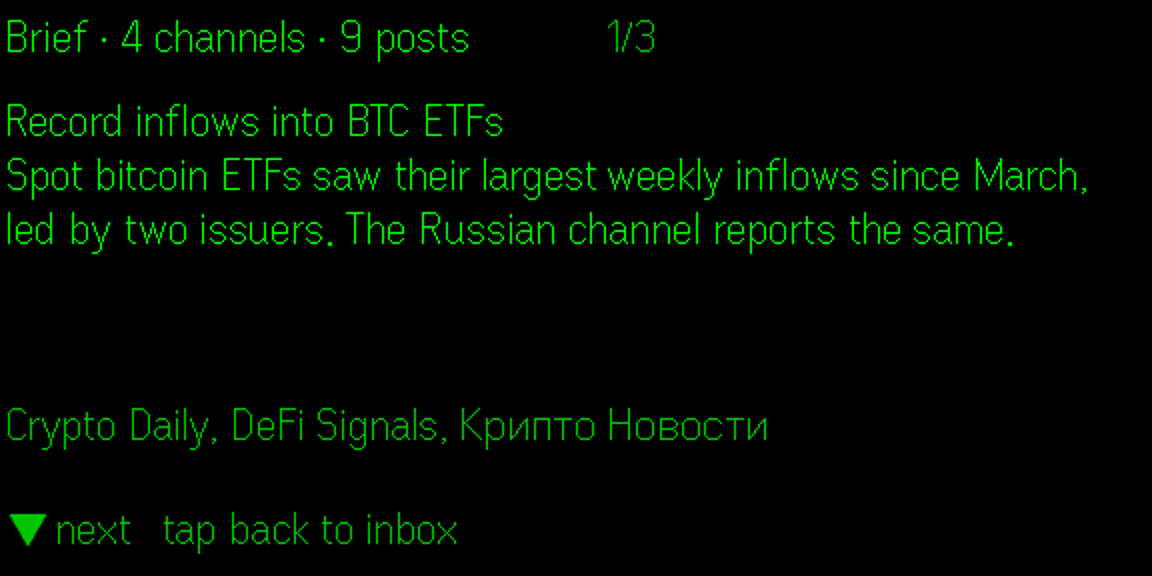 Brief · 4 channels · 9 posts 1/3
Record inflows into BTC ETFs
Spot bitcoin ETFs saw their largest weekly inflows since March,
led by two issuers. The Russian channel reports the same.
Crypto Daily, DeFi Signals, Крипто Новости
▼ next tap back to inbox